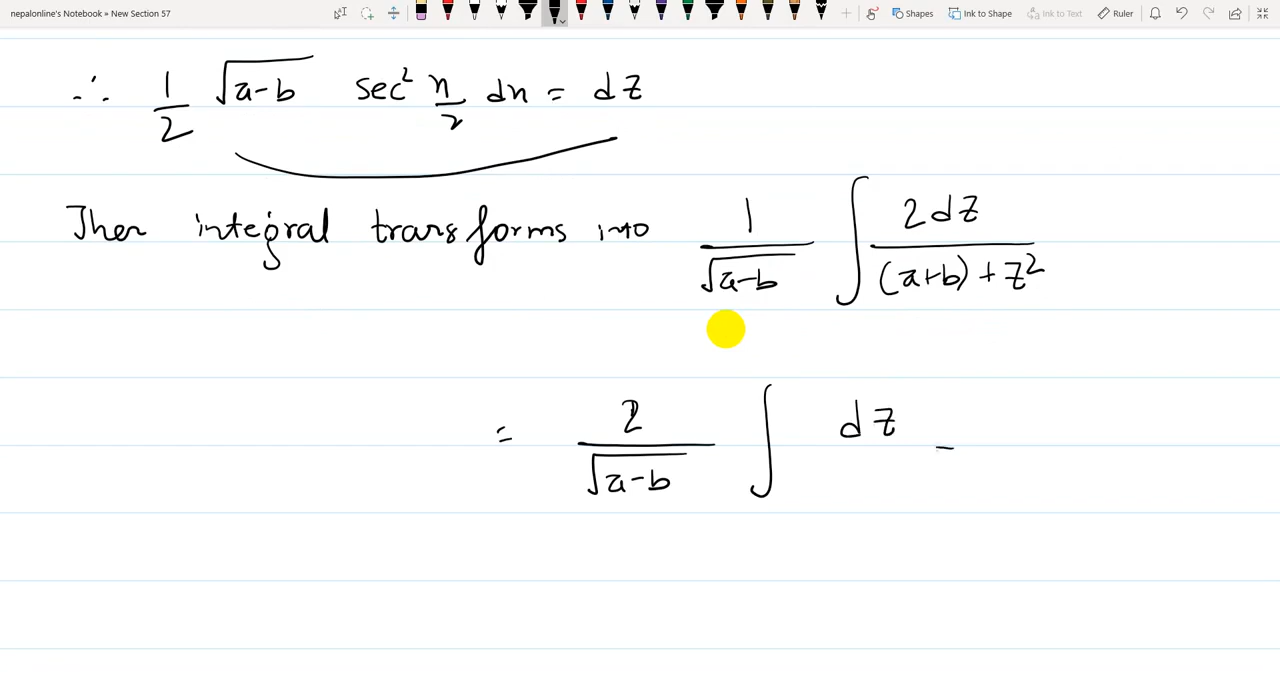 nepalonline's Notebook » New Section 57
Shapes Ink to Shape Ink to Text Ruler
∴ 1/2 √(a-b) sec² x/2 dx = dz
Then integral transforms into 1/√(a-b) ∫ 2dz/((a+b)+z²)
= 2/√(a-b) ∫ dz